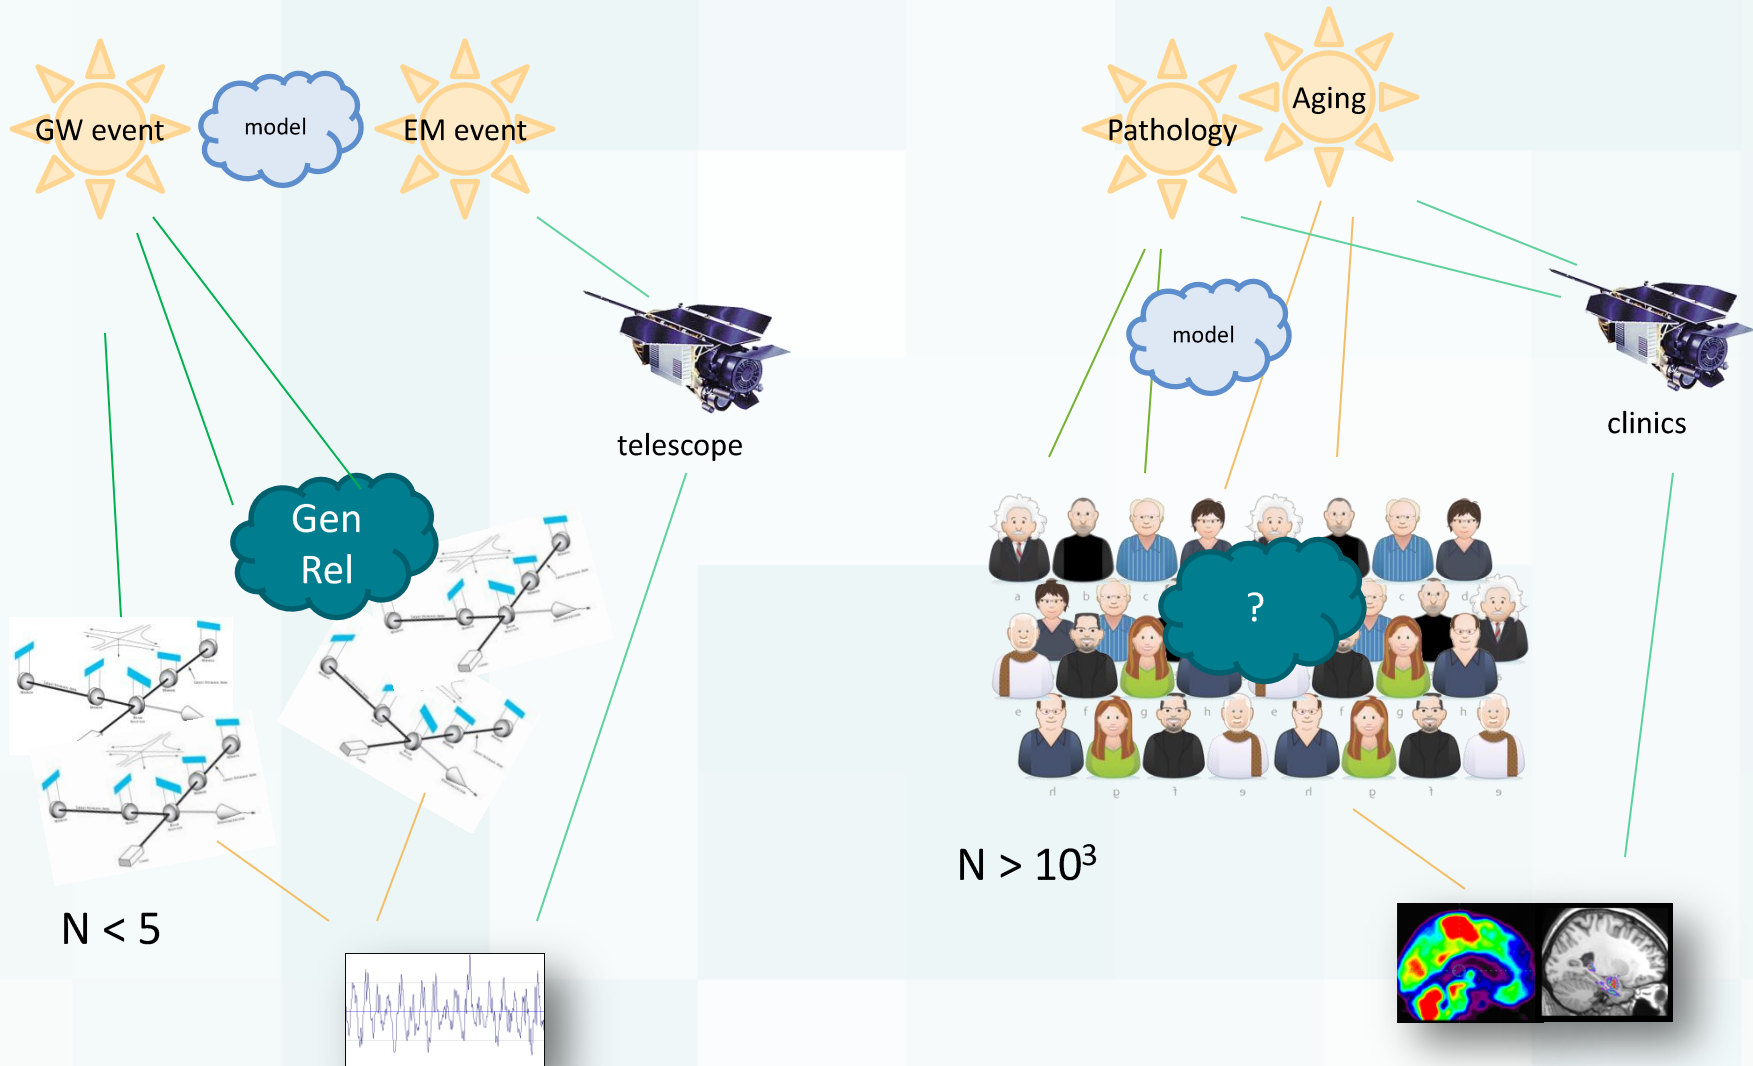 GW event
model
EM event
telescope
Gen
Rel
N < 5
Pathology
Aging
model
clinics
?
a
b
c
c
d
e
f
g
h
e
f
g
h
s
h
g
f
e
h
g
f
e
N > 10³